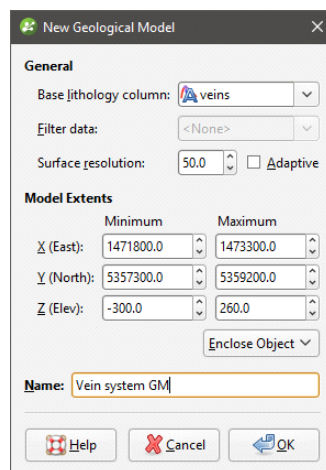 New Geological Model
General
Base lithology column: veins
Filter data: <None>
Surface resolution: 50.0 Adaptive
Model Extents
Minimum Maximum
X (East): 1471800.0 1473300.0
Y (North): 5357300.0 5359200.0
Z (Elev): -300.0 260.0
Enclose Object
Name: Vein system GM
Help Cancel OK